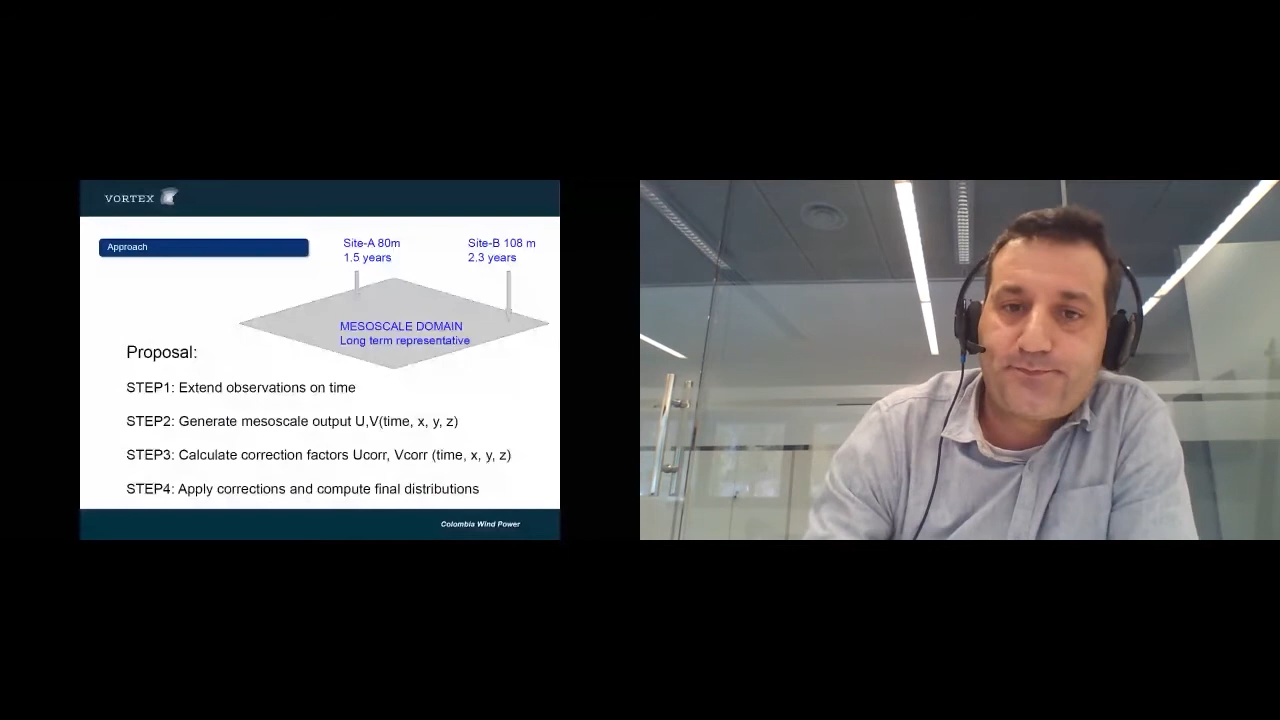 VORTEX
Approach
Site-A 80m
1.5 years
Site-B 108 m
2.3 years
MESOSCALE DOMAIN
Long term representative
Proposal:
STEP1: Extend observations on time
STEP2: Generate mesoscale output U,V(time, x, y, z)
STEP3: Calculate correction factors Ucorr, Vcorr (time, x, y, z)
STEP4: Apply corrections and compute final distributions
Colombia Wind Power